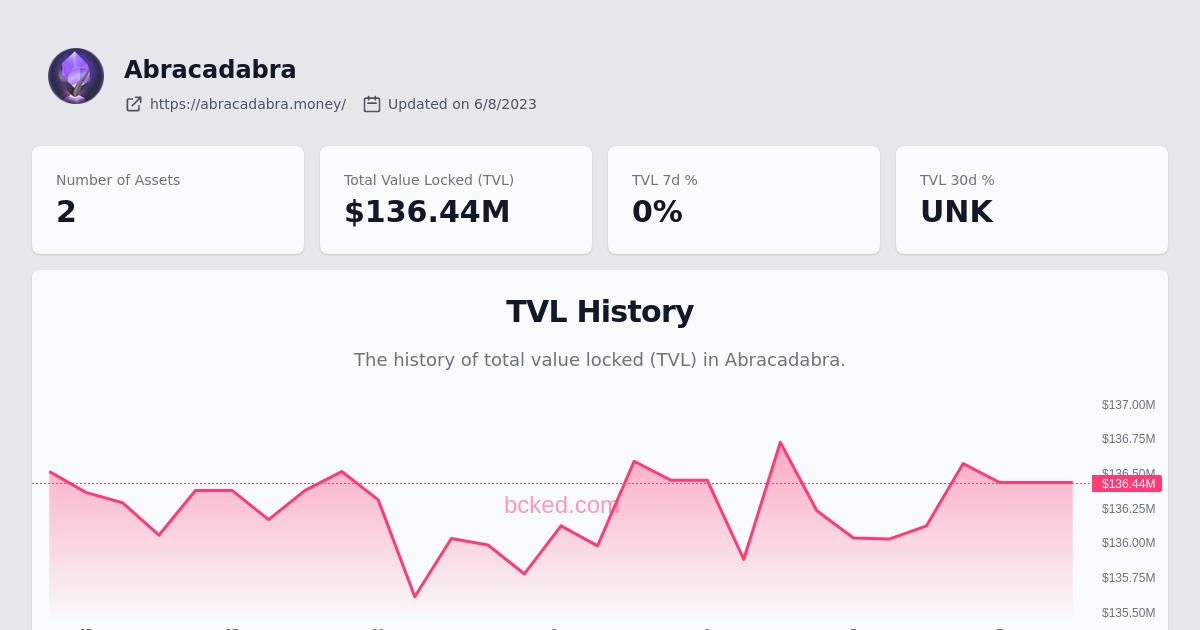 Abracadabra
https://abracadabra.money/ Updated on 6/8/2023
Number of Assets
2
Total Value Locked (TVL)
$136.44M
TVL 7d %
0%
TVL 30d %
UNK
TVL History
The history of total value locked (TVL) in Abracadabra.
$137.00M
$136.75M
$136.50M
$136.44M
bcked.com
$136.25M
$136.00M
$135.75M
$135.50M